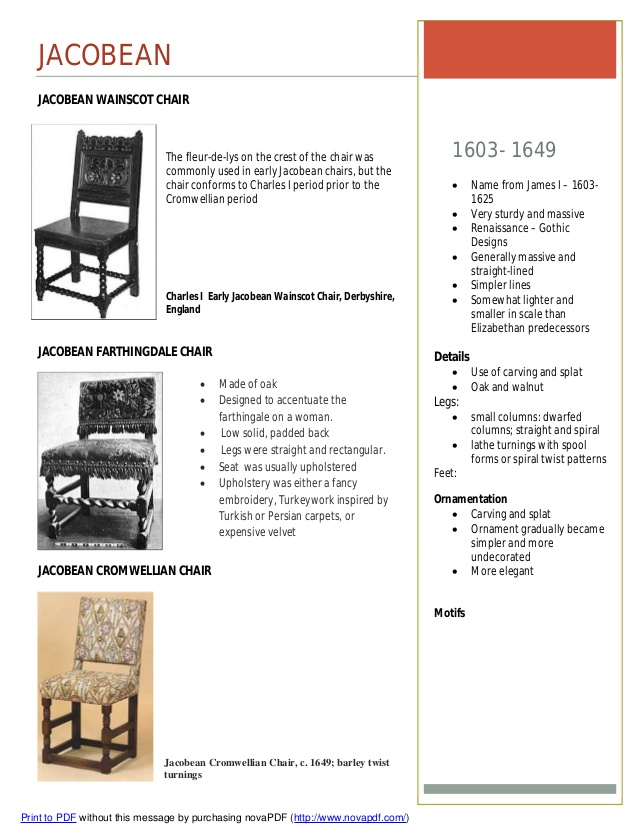 JACOBEAN
JACOBEAN WAINSCOT CHAIR
The fleur-de-lys on the crest of the chair was
commonly used in early Jacobean chairs, but the
chair conforms to Charles I period prior to the
Cromwellian period
Charles I Early Jacobean Wainscot Chair, Derbyshire,
England
JACOBEAN FARTHINGDALE CHAIR
• Made of oak
• Designed to accentuate the
farthingale on a woman.
• Low solid, padded back
• Legs were straight and rectangular.
• Seat was usually upholstered
• Upholstery was either a fancy
embroidery, Turkeywork inspired by
Turkish or Persian carpets, or
expensive velvet
JACOBEAN CROMWELLIAN CHAIR
Jacobean Cromwellian Chair, c. 1649; barley twist
turnings
1603- 1649
• Name from James I – 1603-
1625
• Very sturdy and massive
• Renaissance – Gothic
Designs
• Generally massive and
straight-lined
• Simpler lines
• Somewhat lighter and
smaller in scale than
Elizabethan predecessors
Details
• Use of carving and splat
• Oak and walnut
Legs:
• small columns: dwarfed
columns; straight and spiral
• lathe turnings with spool
forms or spiral twist patterns
Feet:
Ornamentation
• Carving and splat
• Ornament gradually became
simpler and more
undecorated
• More elegant
Motifs
Print to PDF without this message by purchasing novaPDF (http://www.novapdf.com/)